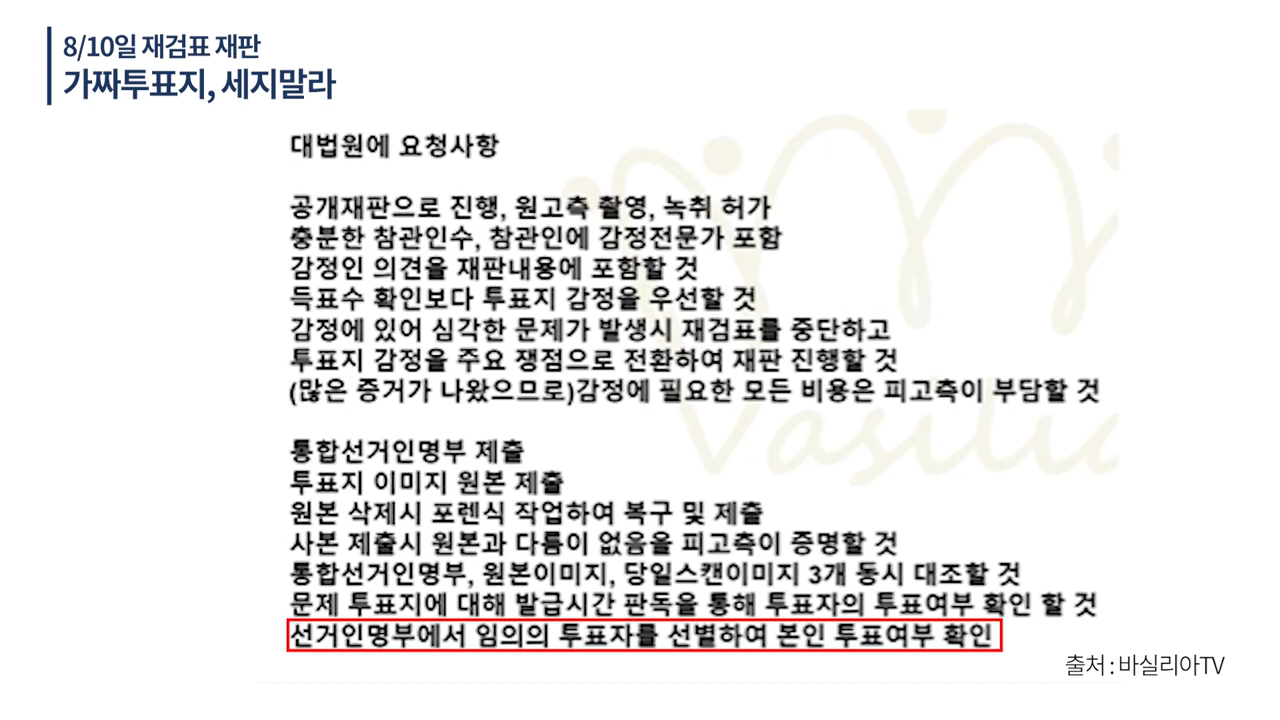 8/10일 재검표 재판
가짜투표지, 세지말라
대법원에 요청사항
공개재판으로 진행, 원고측 촬영, 녹취 허가
충분한 참관인수, 참관인에 감정전문가 포함
감정인 의견을 재판내용에 포함할 것
득표수 확인보다 투표지 감정을 우선할 것
감정에 있어 심각한 문제가 발생시 재검표를 중단하고
투표지 감정을 주요 쟁점으로 전환하여 재판 진행할 것
(많은 증거가 나왔으므로)감정에 필요한 모든 비용은 피고측이 부담할 것
통합선거인명부 제출
투표지 이미지 원본 제출
원본 삭제시 포렌식 작업하여 복구 및 제출
사본 제출시 원본과 다름이 없음을 피고측이 증명할 것
통합선거인명부, 원본이미지, 당일스캔이미지 3개 동시 대조할 것
문제 투표지에 대해 발급시간 판독을 통해 투표자의 투표여부 확인 할 것
선거인명부에서 임의의 투표자를 선별하여 본인 투표여부 확인
Vasilia
출처 : 바실리아TV